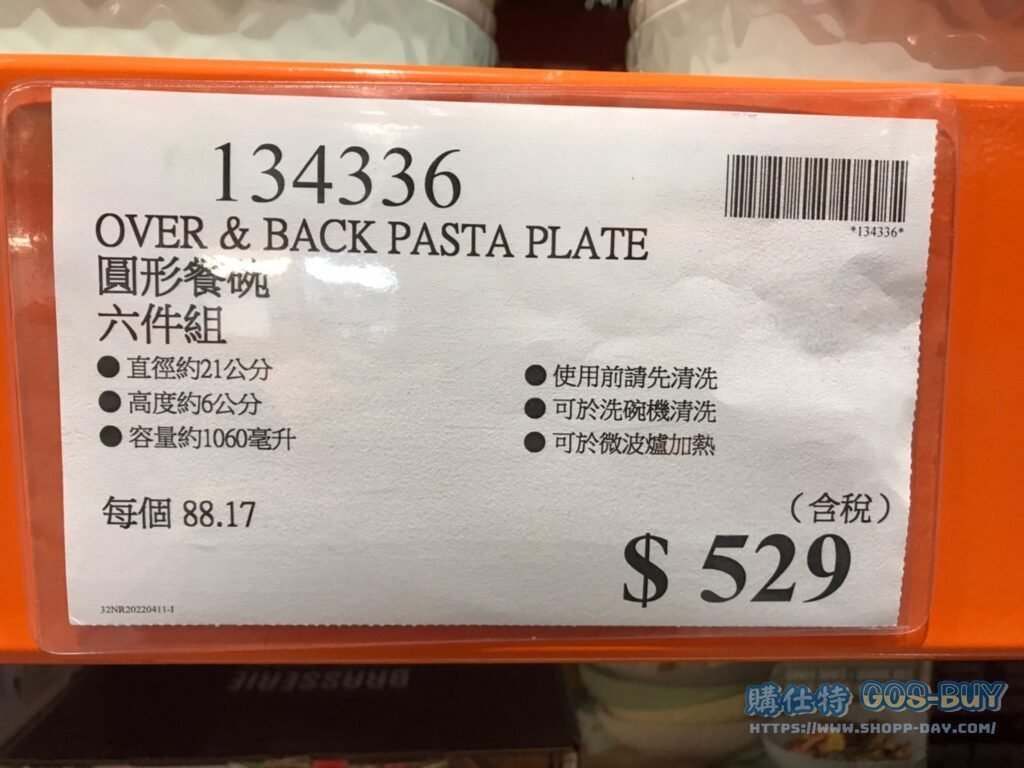 134336
*134336*
OVER & BACK PASTA PLATE
圓形餐碗
六件組
● 直徑約21公分
● 高度約6公分
● 容量約1060毫升
● 使用前請先清洗
● 可於洗碗機清洗
● 可於微波爐加熱
每個 88.17
（含稅）
$ 529
32NR20220411-I
BRASSERIE
購仕特 GOS-BUY
HTTPS://WWW.SHOPP-DAY.COM/